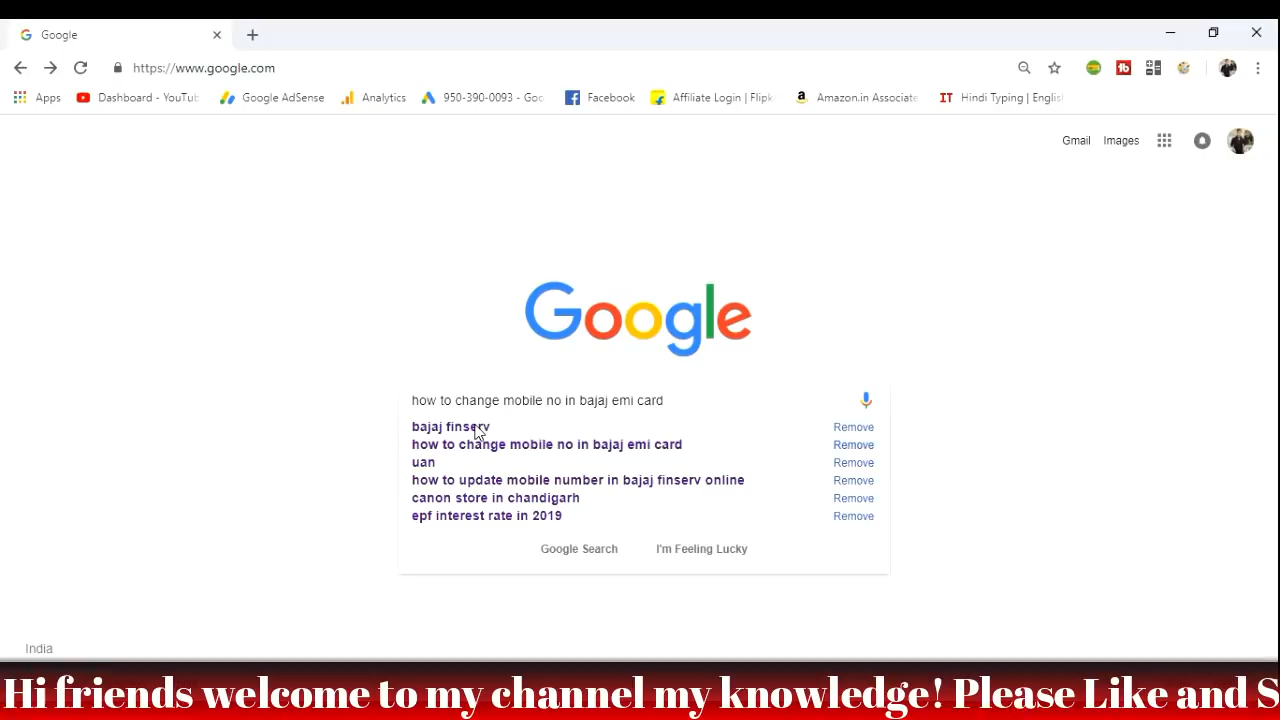 Google
https://www.google.com
Apps Dashboard - YouTu Google AdSense Analytics 950-390-0093 - Goo Facebook Affiliate Login | Flipk Amazon.in Associate Hindi Typing | Englis
Gmail Images
Google
how to change mobile no in bajaj emi card
bajaj finserv Remove
how to change mobile no in bajaj emi card Remove
uan Remove
how to update mobile number in bajaj finserv online Remove
canon store in chandigarh Remove
epf interest rate in 2019 Remove
Google Search I'm Feeling Lucky
India
Hi friends welcome to my channel my knowledge! Please Like and S